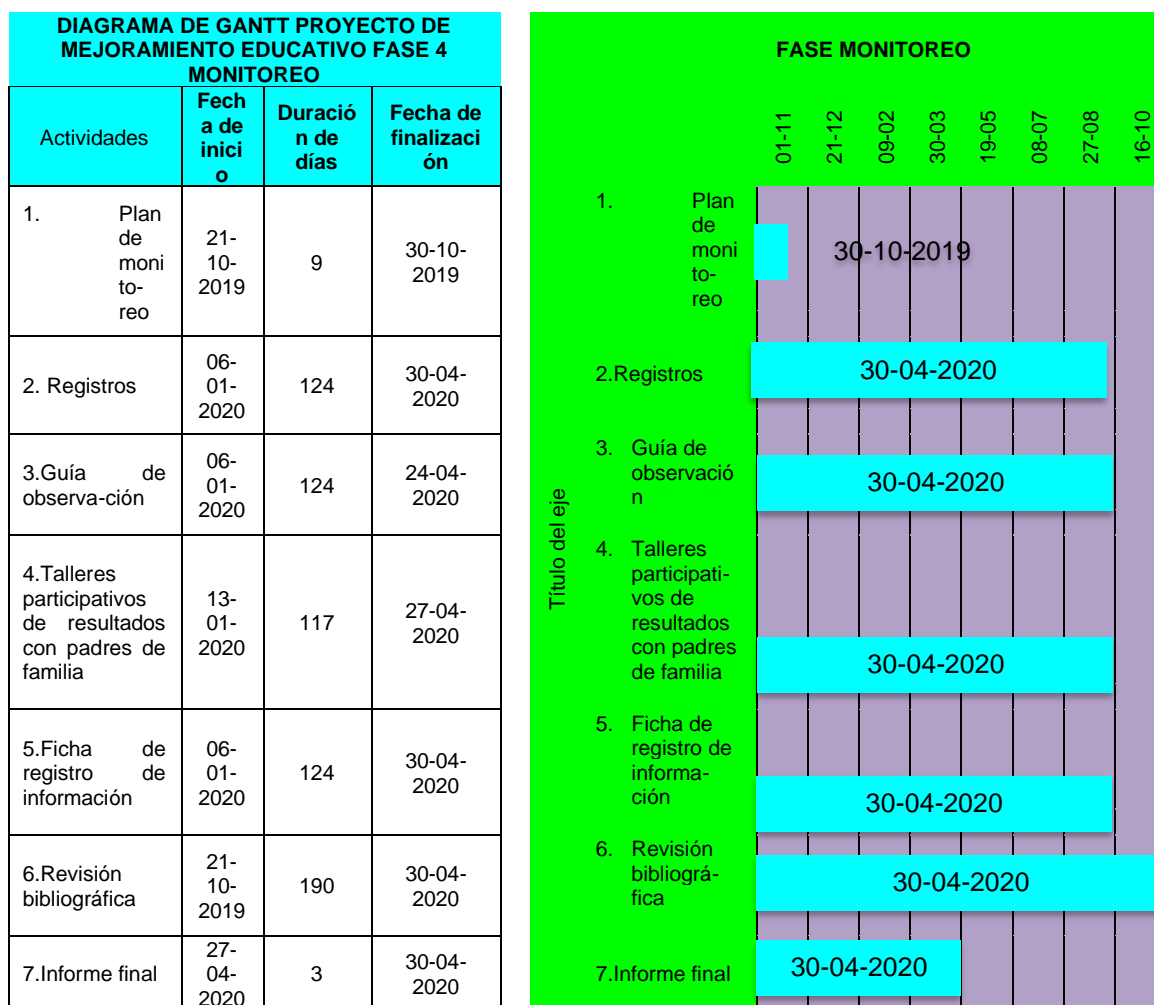 DIAGRAMA DE GANTT PROYECTO DE
MEJORAMIENTO EDUCATIVO FASE 4
MONITOREO
Actividades
Fech
a de
inici
o
Duració
n de
días
Fecha de
finalizaci
ón
1. Plan
de
moni
to-
reo
21-
10-
2019
9
30-10-
2019
2. Registros
06-
01-
2020
124
30-04-
2020
3.Guía de
observa-ción
06-
01-
2020
124
24-04-
2020
4.Talleres
participativos
de resultados
con padres de
familia
13-
01-
2020
117
27-04-
2020
5.Ficha de
registro de
información
06-
01-
2020
124
30-04-
2020
6.Revisión
bibliográfica
21-
10-
2019
190
30-04-
2020
7.Informe final
27-
04-
2020
3
30-04-
2020
FASE MONITOREO
01-11
21-12
09-02
30-03
19-05
08-07
27-08
16-10
Título del eje
1. Plan
de
moni
to-
reo
30-10-2019
2.Registros
30-04-2020
3. Guía de
observació
n
30-04-2020
4. Talleres
participati-
vos de
resultados
con padres
de familia
30-04-2020
5. Ficha de
registro de
informa-
ción
30-04-2020
6. Revisión
bibliográ-
fica
30-04-2020
7.Informe final
30-04-2020